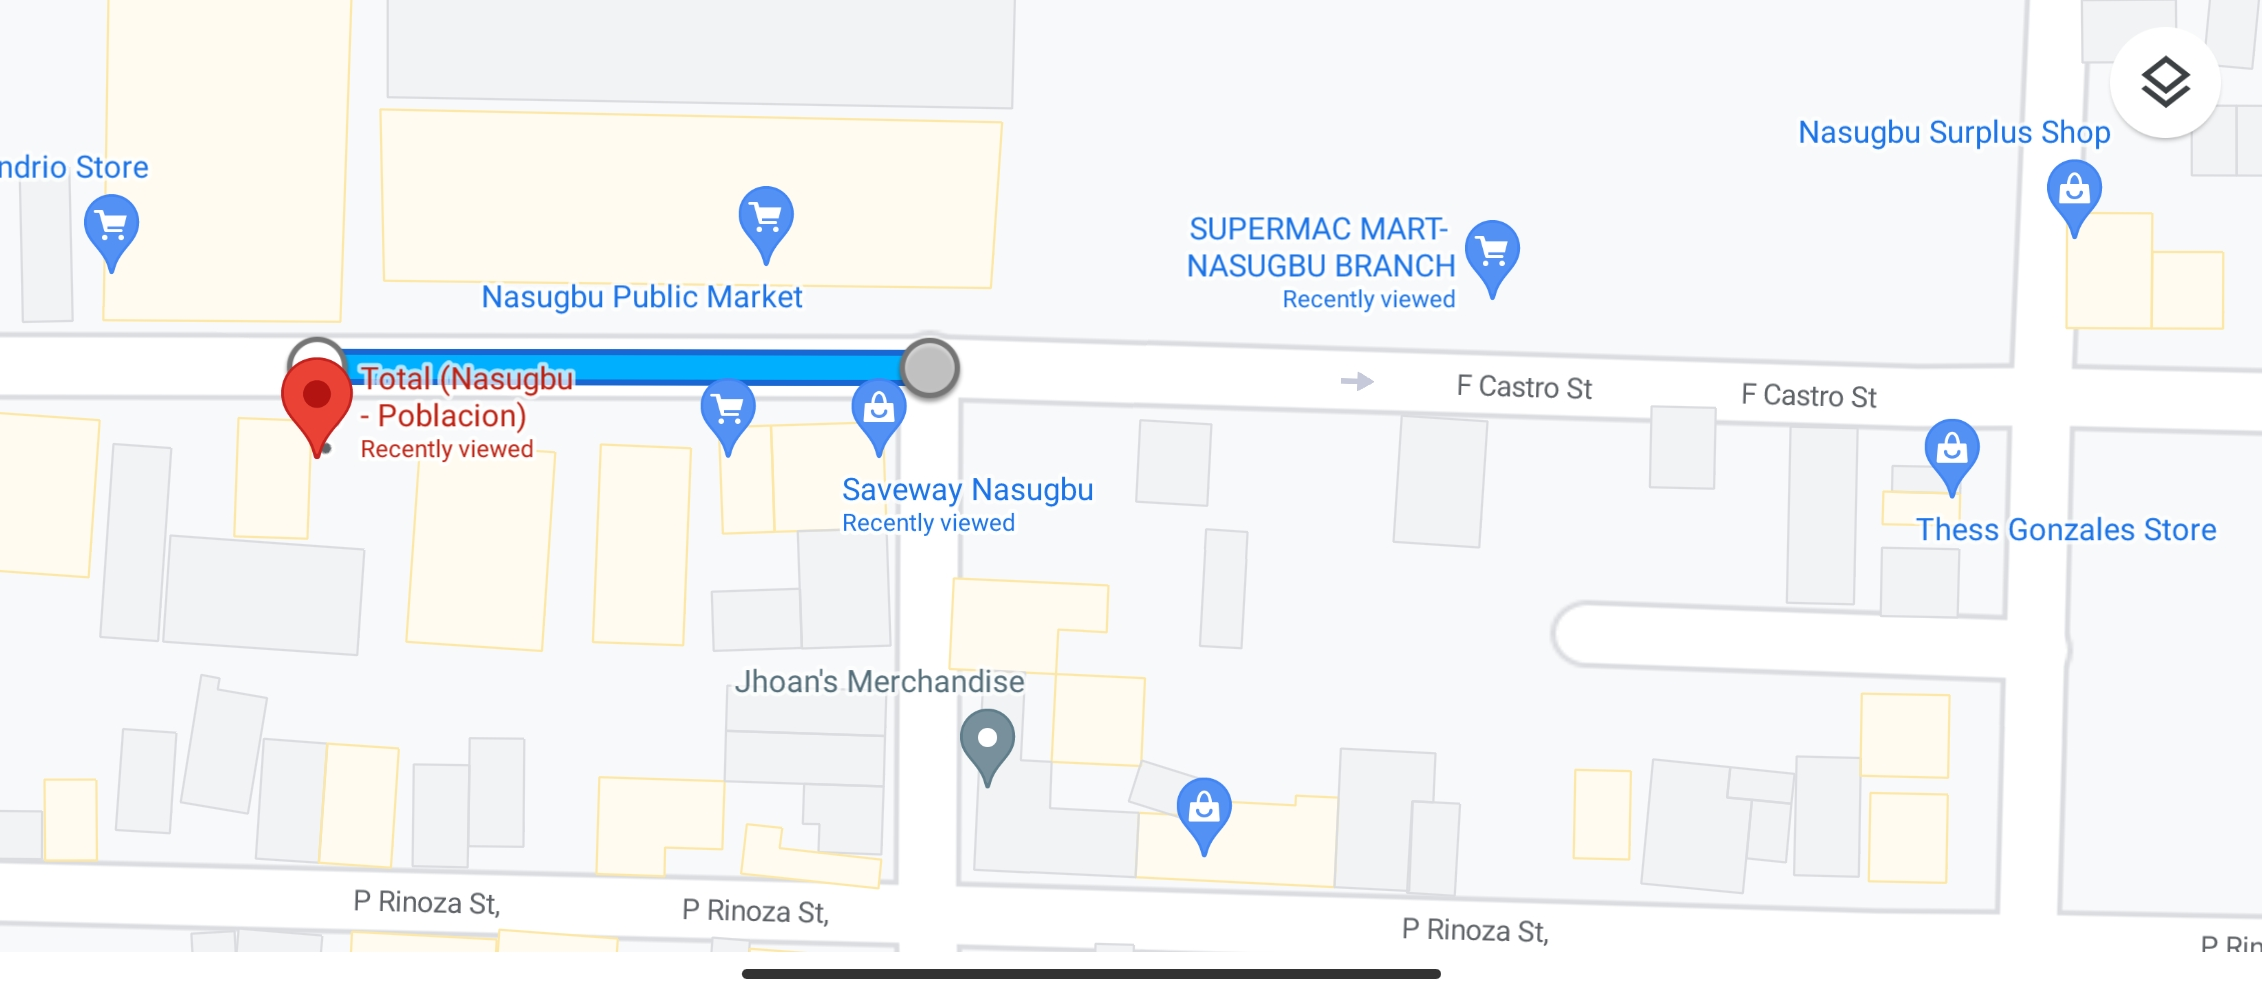 Nasugbu Surplus Shop
ndrio Store
SUPERMAC MART-
NASUGBU BRANCH
Recently viewed
Nasugbu Public Market
Total (Nasugbu
- Poblacion)
Recently viewed
F Castro St
F Castro St
Saveway Nasugbu
Recently viewed
Thess Gonzales Store
Jhoan's Merchandise
P Rinoza St,
P Rinoza St,
P Rinoza St,
P Rin